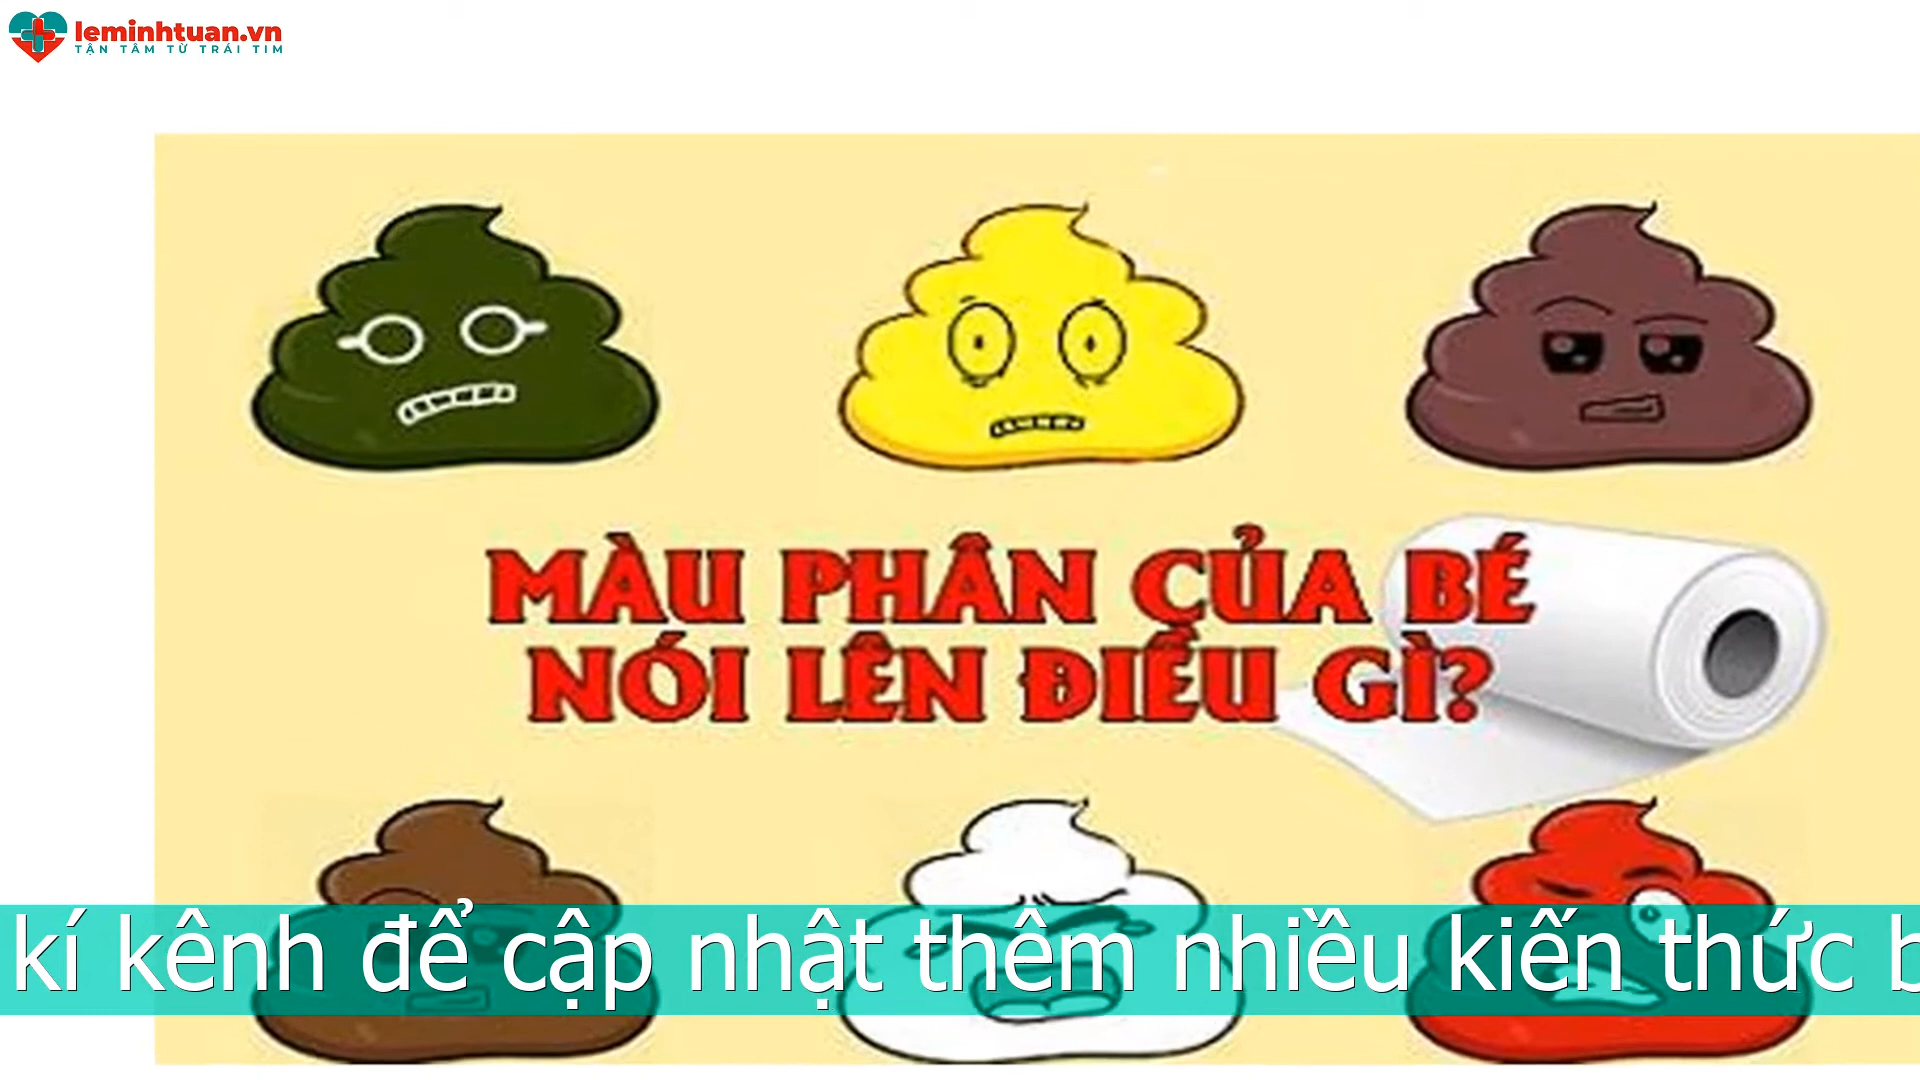 leminhtuan.vn
TẬN TÂM TỪ TRÁI TIM
MÀU PHÂN CỦA BÉ
NÓI LÊN ĐIỀU GÌ?
kí kênh để cập nhật thêm nhiều kiến thức b